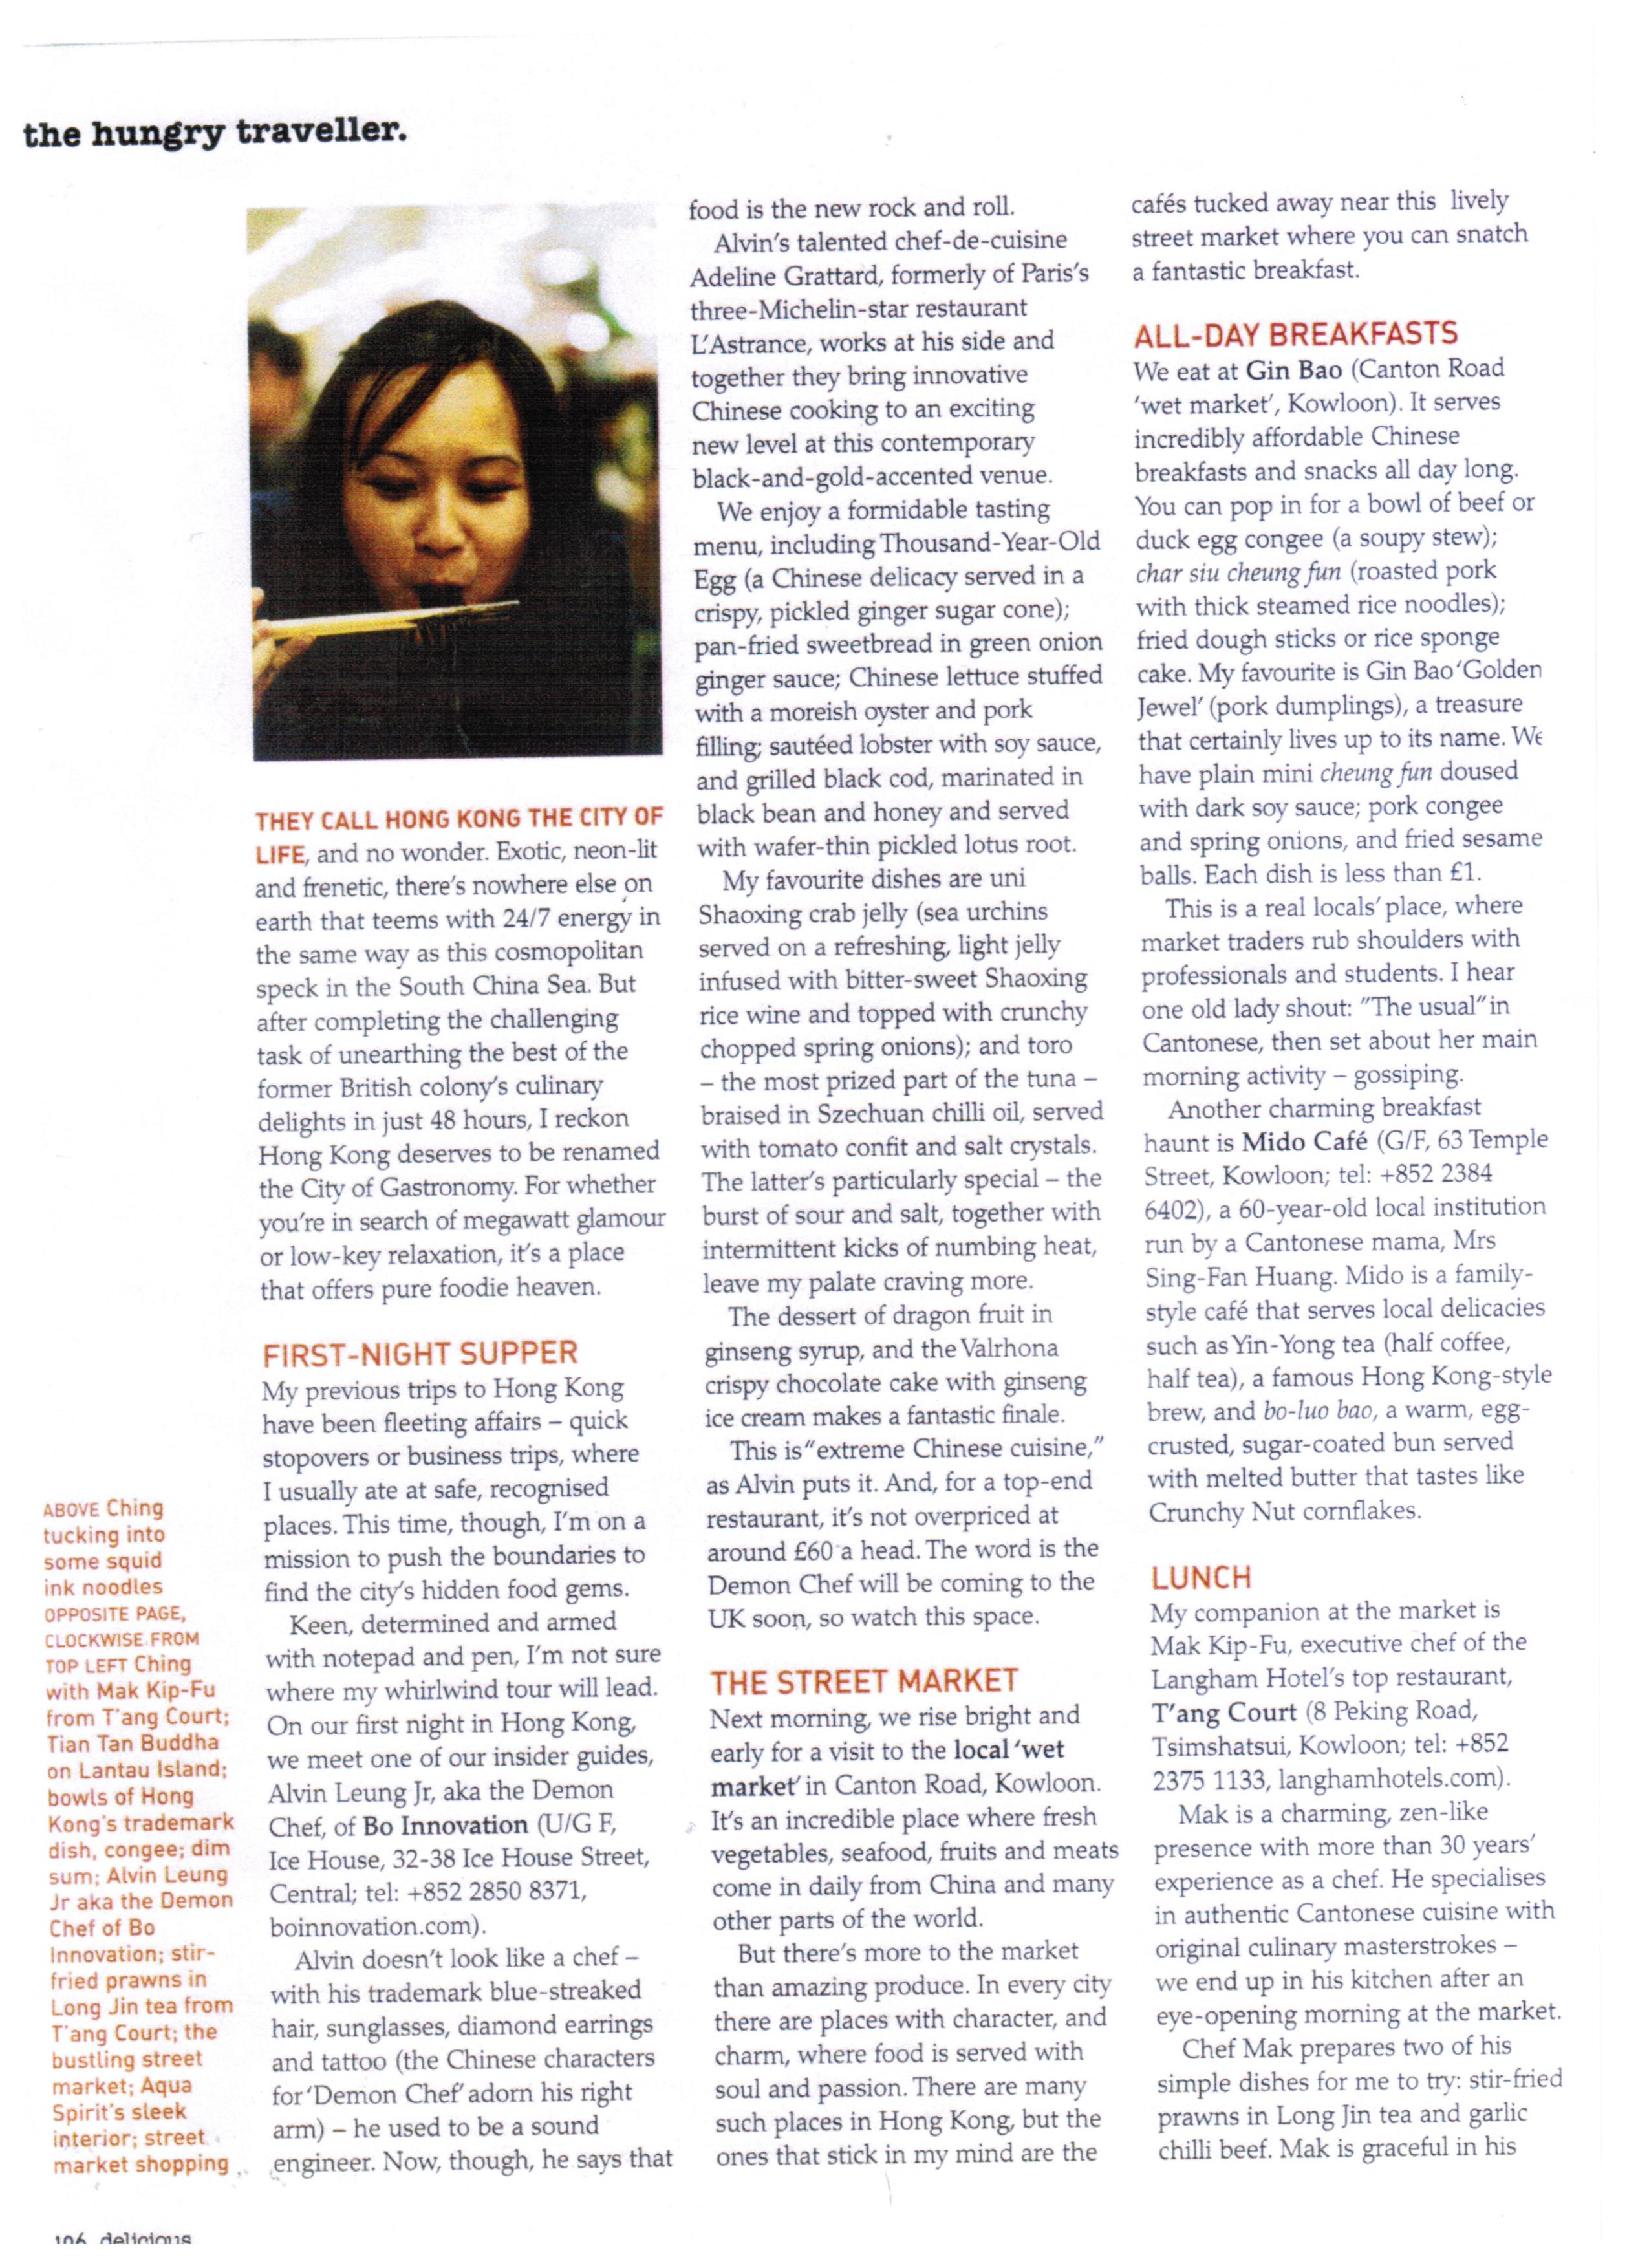 the hungry traveller.
THEY CALL HONG KONG THE CITY OF
LIFE, and no wonder. Exotic, neon-lit
and frenetic, there's nowhere else on
earth that teems with 24/7 energy in
the same way as this cosmopolitan
speck in the South China Sea. But
after completing the challenging
task of unearthing the best of the
former British colony's culinary
delights in just 48 hours, I reckon
Hong Kong deserves to be renamed
the City of Gastronomy. For whether
you're in search of megawatt glamour
or low-key relaxation, it's a place
that offers pure foodie heaven.
FIRST-NIGHT SUPPER
My previous trips to Hong Kong
have been fleeting affairs – quick
stopovers or business trips, where
I usually ate at safe, recognised
places. This time, though, I'm on a
mission to push the boundaries to
find the city's hidden food gems.
Keen, determined and armed
with notepad and pen, I'm not sure
where my whirlwind tour will lead.
On our first night in Hong Kong,
we meet one of our insider guides,
Alvin Leung Jr, aka the Demon
Chef, of Bo Innovation (U/G F,
Ice House, 32-38 Ice House Street,
Central; tel: +852 2850 8371,
boinnovation.com).
Alvin doesn't look like a chef –
with his trademark blue-streaked
hair, sunglasses, diamond earrings
and tattoo (the Chinese characters
for 'Demon Chef' adorn his right
arm) – he used to be a sound
engineer. Now, though, he says that
food is the new rock and roll.
Alvin's talented chef-de-cuisine
Adeline Grattard, formerly of Paris's
three-Michelin-star restaurant
L'Astrance, works at his side and
together they bring innovative
Chinese cooking to an exciting
new level at this contemporary
black-and-gold-accented venue.
We enjoy a formidable tasting
menu, including Thousand-Year-Old
Egg (a Chinese delicacy served in a
crispy, pickled ginger sugar cone);
pan-fried sweetbread in green onion
ginger sauce; Chinese lettuce stuffed
with a moreish oyster and pork
filling; sautéed lobster with soy sauce,
and grilled black cod, marinated in
black bean and honey and served
with wafer-thin pickled lotus root.
My favourite dishes are uni
Shaoxing crab jelly (sea urchins
served on a refreshing, light jelly
infused with bitter-sweet Shaoxing
rice wine and topped with crunchy
chopped spring onions); and toro
– the most prized part of the tuna –
braised in Szechuan chilli oil, served
with tomato confit and salt crystals.
The latter's particularly special – the
burst of sour and salt, together with
intermittent kicks of numbing heat,
leave my palate craving more.
The dessert of dragon fruit in
ginseng syrup, and the Valrhona
crispy chocolate cake with ginseng
ice cream makes a fantastic finale.
This is "extreme Chinese cuisine,"
as Alvin puts it. And, for a top-end
restaurant, it's not overpriced at
around £60 a head. The word is the
Demon Chef will be coming to the
UK soon, so watch this space.
THE STREET MARKET
Next morning, we rise bright and
early for a visit to the local 'wet
market' in Canton Road, Kowloon.
It's an incredible place where fresh
vegetables, seafood, fruits and meats
come in daily from China and many
other parts of the world.
But there's more to the market
than amazing produce. In every city
there are places with character, and
charm, where food is served with
soul and passion. There are many
such places in Hong Kong, but the
ones that stick in my mind are the
cafés tucked away near this lively
street market where you can snatch
a fantastic breakfast.
ALL-DAY BREAKFASTS
We eat at Gin Bao (Canton Road
'wet market', Kowloon). It serves
incredibly affordable Chinese
breakfasts and snacks all day long.
You can pop in for a bowl of beef or
duck egg congee (a soupy stew);
char siu cheung fun (roasted pork
with thick steamed rice noodles);
fried dough sticks or rice sponge
cake. My favourite is Gin Bao 'Golden
Jewel' (pork dumplings), a treasure
that certainly lives up to its name. We
have plain mini cheung fun doused
with dark soy sauce; pork congee
and spring onions, and fried sesame
balls. Each dish is less than £1.
This is a real locals' place, where
market traders rub shoulders with
professionals and students. I hear
one old lady shout: "The usual" in
Cantonese, then set about her main
morning activity – gossiping.
Another charming breakfast
haunt is Mido Café (G/F, 63 Temple
Street, Kowloon; tel: +852 2384
6402), a 60-year-old local institution
run by a Cantonese mama, Mrs
Sing-Fan Huang. Mido is a family-
style café that serves local delicacies
such as Yin-Yong tea (half coffee,
half tea), a famous Hong Kong-style
brew, and bo-luo bao, a warm, egg-
crusted, sugar-coated bun served
with melted butter that tastes like
Crunchy Nut cornflakes.
LUNCH
My companion at the market is
Mak Kip-Fu, executive chef of the
Langham Hotel's top restaurant,
T'ang Court (8 Peking Road,
Tsimshatsui, Kowloon; tel: +852
2375 1133, langhamhotels.com).
Mak is a charming, zen-like
presence with more than 30 years'
experience as a chef. He specialises
in authentic Cantonese cuisine with
original culinary masterstrokes –
we end up in his kitchen after an
eye-opening morning at the market.
Chef Mak prepares two of his
simple dishes for me to try: stir-fried
prawns in Long Jin tea and garlic
chilli beef. Mak is graceful in his
ABOVE Ching
tucking into
some squid
ink noodles
OPPOSITE PAGE,
CLOCKWISE FROM
TOP LEFT Ching
with Mak Kip-Fu
from T'ang Court;
Tian Tan Buddha
on Lantau Island;
bowls of Hong
Kong's trademark
dish, congee; dim
sum; Alvin Leung
Jr aka the Demon
Chef of Bo
Innovation; stir-
fried prawns in
Long Jin tea from
T'ang Court; the
bustling street
market; Aqua
Spirit's sleek
interior; street
market shopping
106 delicious